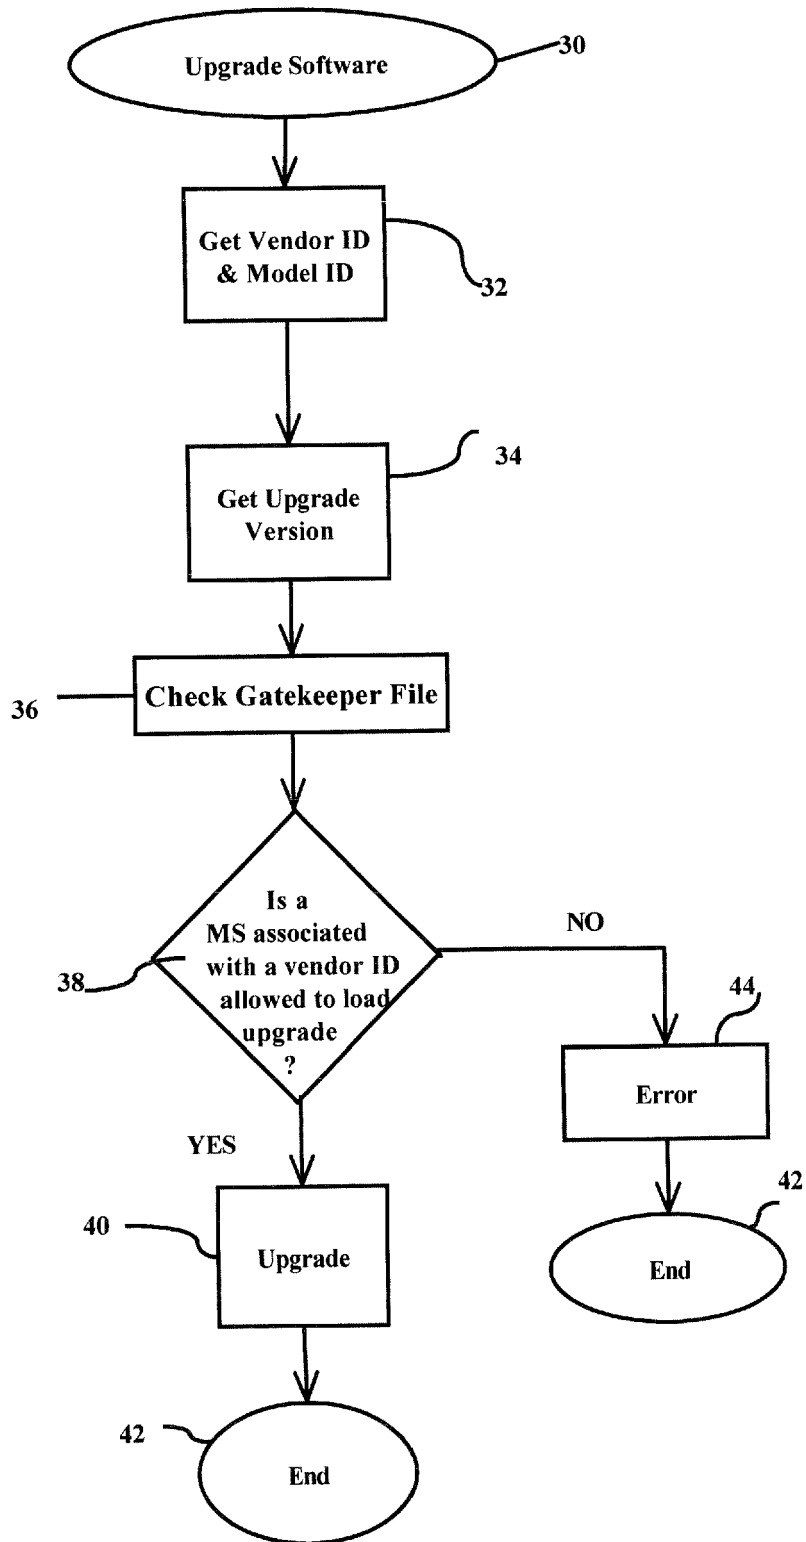 Upgrade Software
30
Get Vendor ID
& Model ID
32
34
Get Upgrade
Version
Check Gatekeeper File
36
Is a
MS associated
with a vendor ID
allowed to load
upgrade
?
38
NO
44
Error
YES
42
End
40
Upgrade
42
End